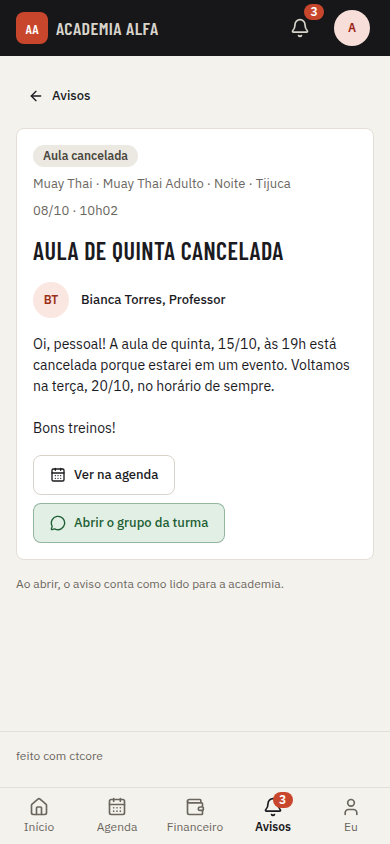 AA ACADEMIA ALFA 3 A
Avisos
Aula cancelada
Muay Thai · Muay Thai Adulto · Noite · Tijuca
08/10 · 10h02
AULA DE QUINTA CANCELADA
BT Bianca Torres, Professor
Oi, pessoal! A aula de quinta, 15/10, às 19h está
cancelada porque estarei em um evento. Voltamos
na terça, 20/10, no horário de sempre.
Bons treinos!
Ver na agenda
Abrir o grupo da turma
Ao abrir, o aviso conta como lido para a academia.
feito com ctcore
3
Início Agenda Financeiro Avisos Eu